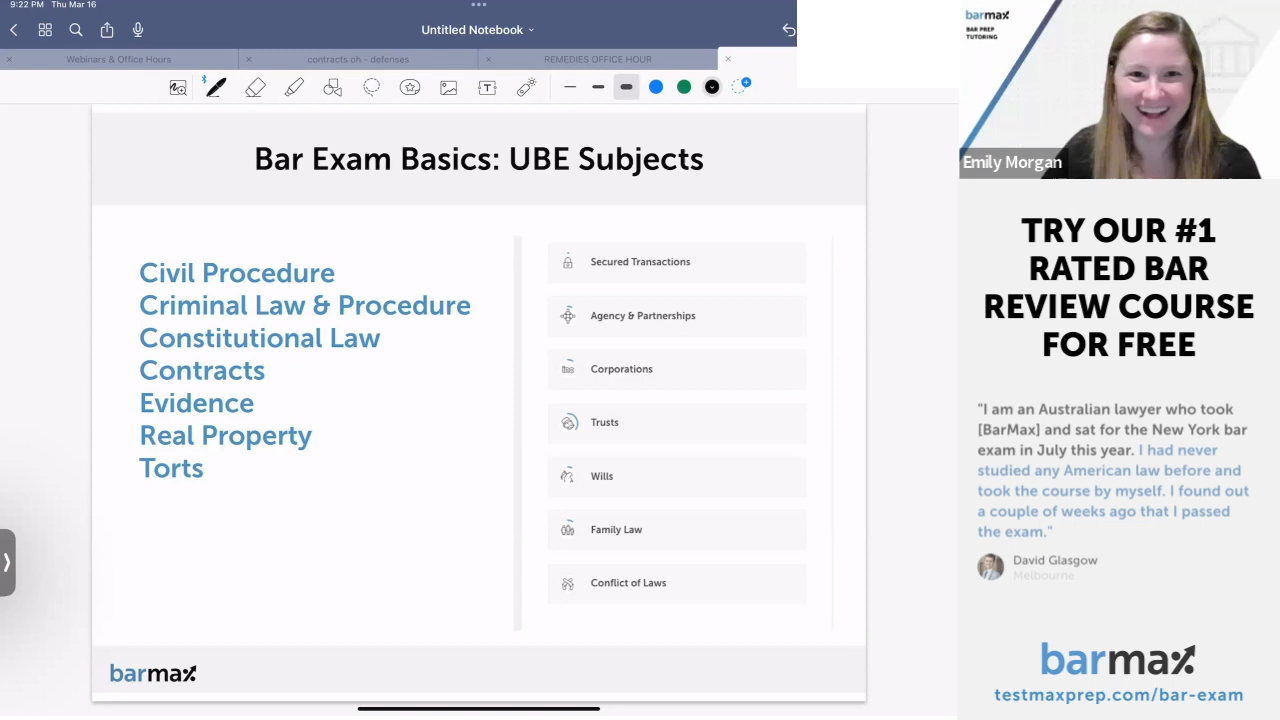 9:22 PM Thu Mar 16
Untitled Notebook
Webinars & Office Hours
contracts oh - defenses
REMEDIES OFFICE HOUR
Bar Exam Basics: UBE Subjects
Civil Procedure
Criminal Law & Procedure
Constitutional Law
Contracts
Evidence
Real Property
Torts
Secured Transactions
Agency & Partnerships
Corporations
Trusts
Wills
Family Law
Conflict of Laws
barmax
barmax
BAR PREP
TUTORING
Emily Morgan
TRY OUR #1
RATED BAR
REVIEW COURSE
FOR FREE
"I am an Australian lawyer who took
[BarMax] and sat for the New York bar
exam in July this year. I had never
studied any American law before and
took the course by myself. I found out
a couple of weeks ago that I passed
the exam."
David Glasgow
Melbourne
barmax
testmaxprep.com/bar-exam